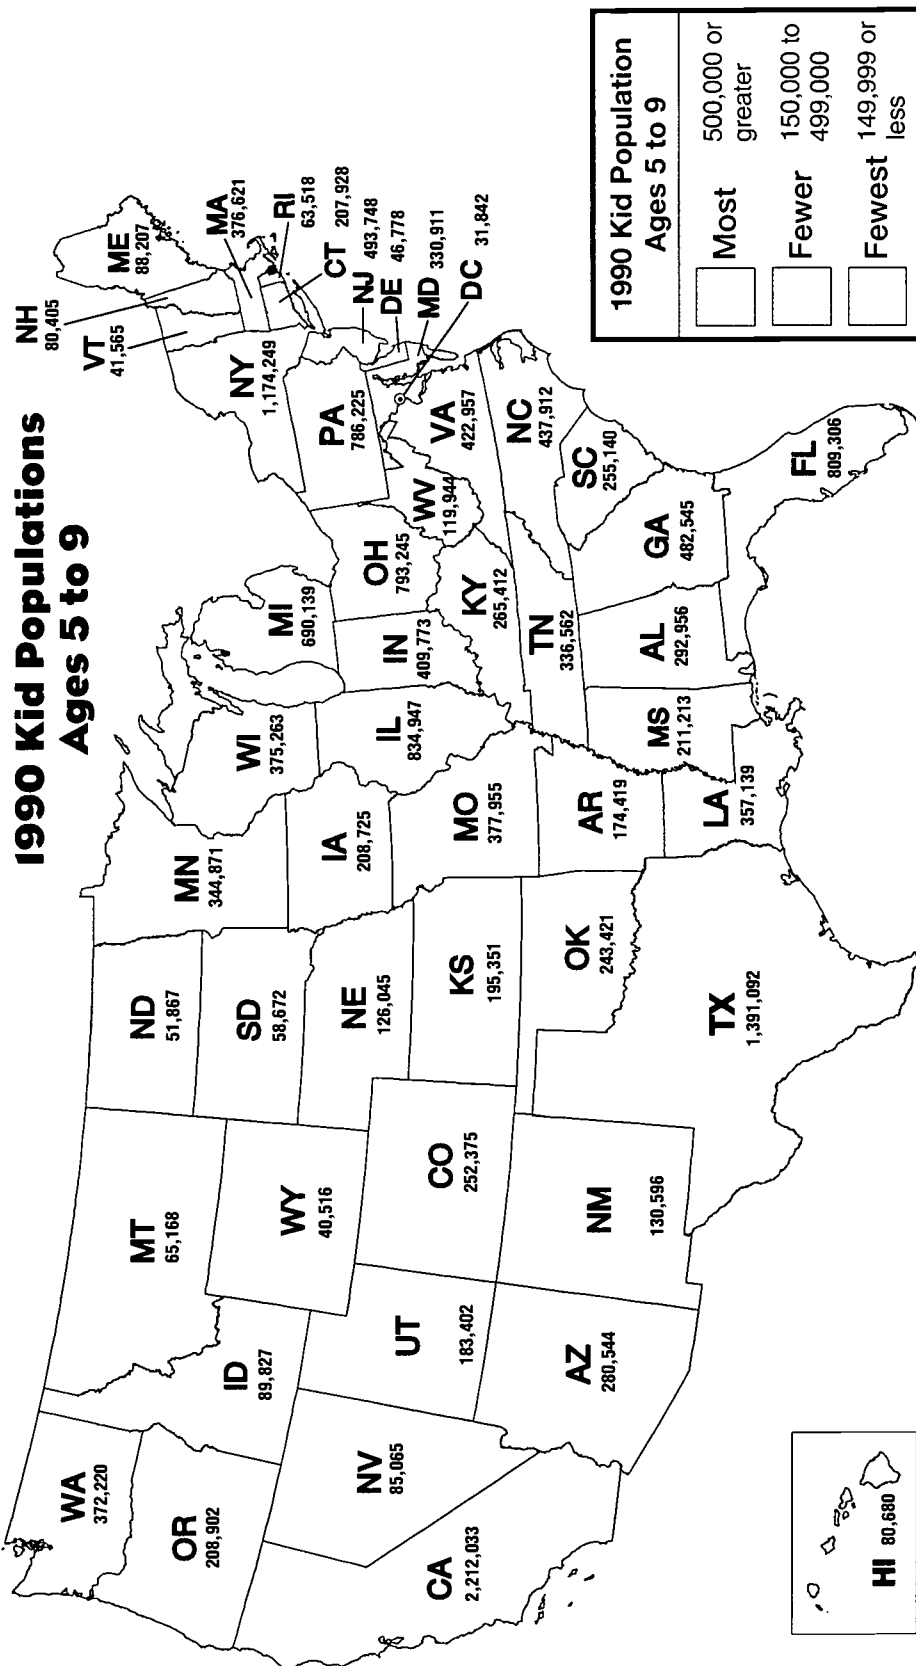 1990 Kid Populations
Ages 5 to 9
WA
372,220
OR
208,902
CA
2,212,033
NV
85,065
ID
89,827
MT
65,168
WY
40,516
UT
183,402
AZ
280,544
CO
252,375
NM
130,596
ND
51,867
SD
58,672
NE
126,045
KS
195,351
OK
243,421
TX
1,391,092
MN
344,871
IA
208,725
MO
377,955
AR
174,419
LA
357,139
WI
375,263
IL
834,947
MS
211,213
MI
690,139
IN
409,773
OH
793,245
KY
265,412
TN
336,562
AL
292,956
GA
482,545
FL
809,306
SC
255,140
NC
437,912
VA
422,957
WV
119,944
PA
786,225
NY
1,174,249
VT
41,565
NH
80,405
ME
88,207
MA
376,621
RI
63,518
CT 207,928
NJ 493,748
DE 46,778
MD 330,911
DC 31,842
HI 80,680
1990 Kid Population
Ages 5 to 9
Most 500,000 or
greater
Fewer 150,000 to
499,000
Fewest 149,999 or
less